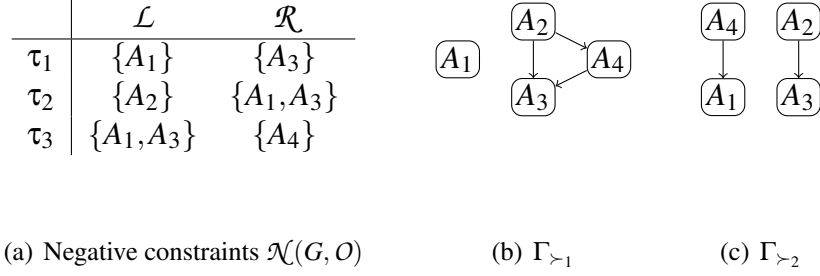 ℒ ℛ
τ₁ {A₁} {A₃}
τ₂ {A₂} {A₁,A₃}
τ₃ {A₁,A₃} {A₄}
A₂
A₁ A₄
A₃
A₄ A₂
A₁ A₃
(a) Negative constraints 𝒩(G, 𝒪) (b) Γ≻₁ (c) Γ≻₂